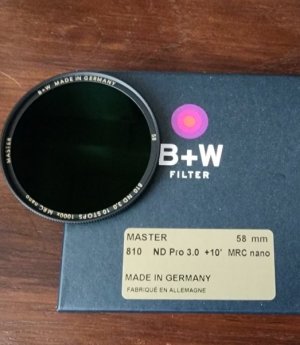 B+W MADE IN GERMANY
58
810 ND 3.0 10 STOPS 1000x MRC nano
MASTER
B+W
FILTER
MASTER 58 mm
810 ND Pro 3.0 +10* MRC nano
MADE IN GERMANY
FABRIQUÉ EN ALLEMAGNE